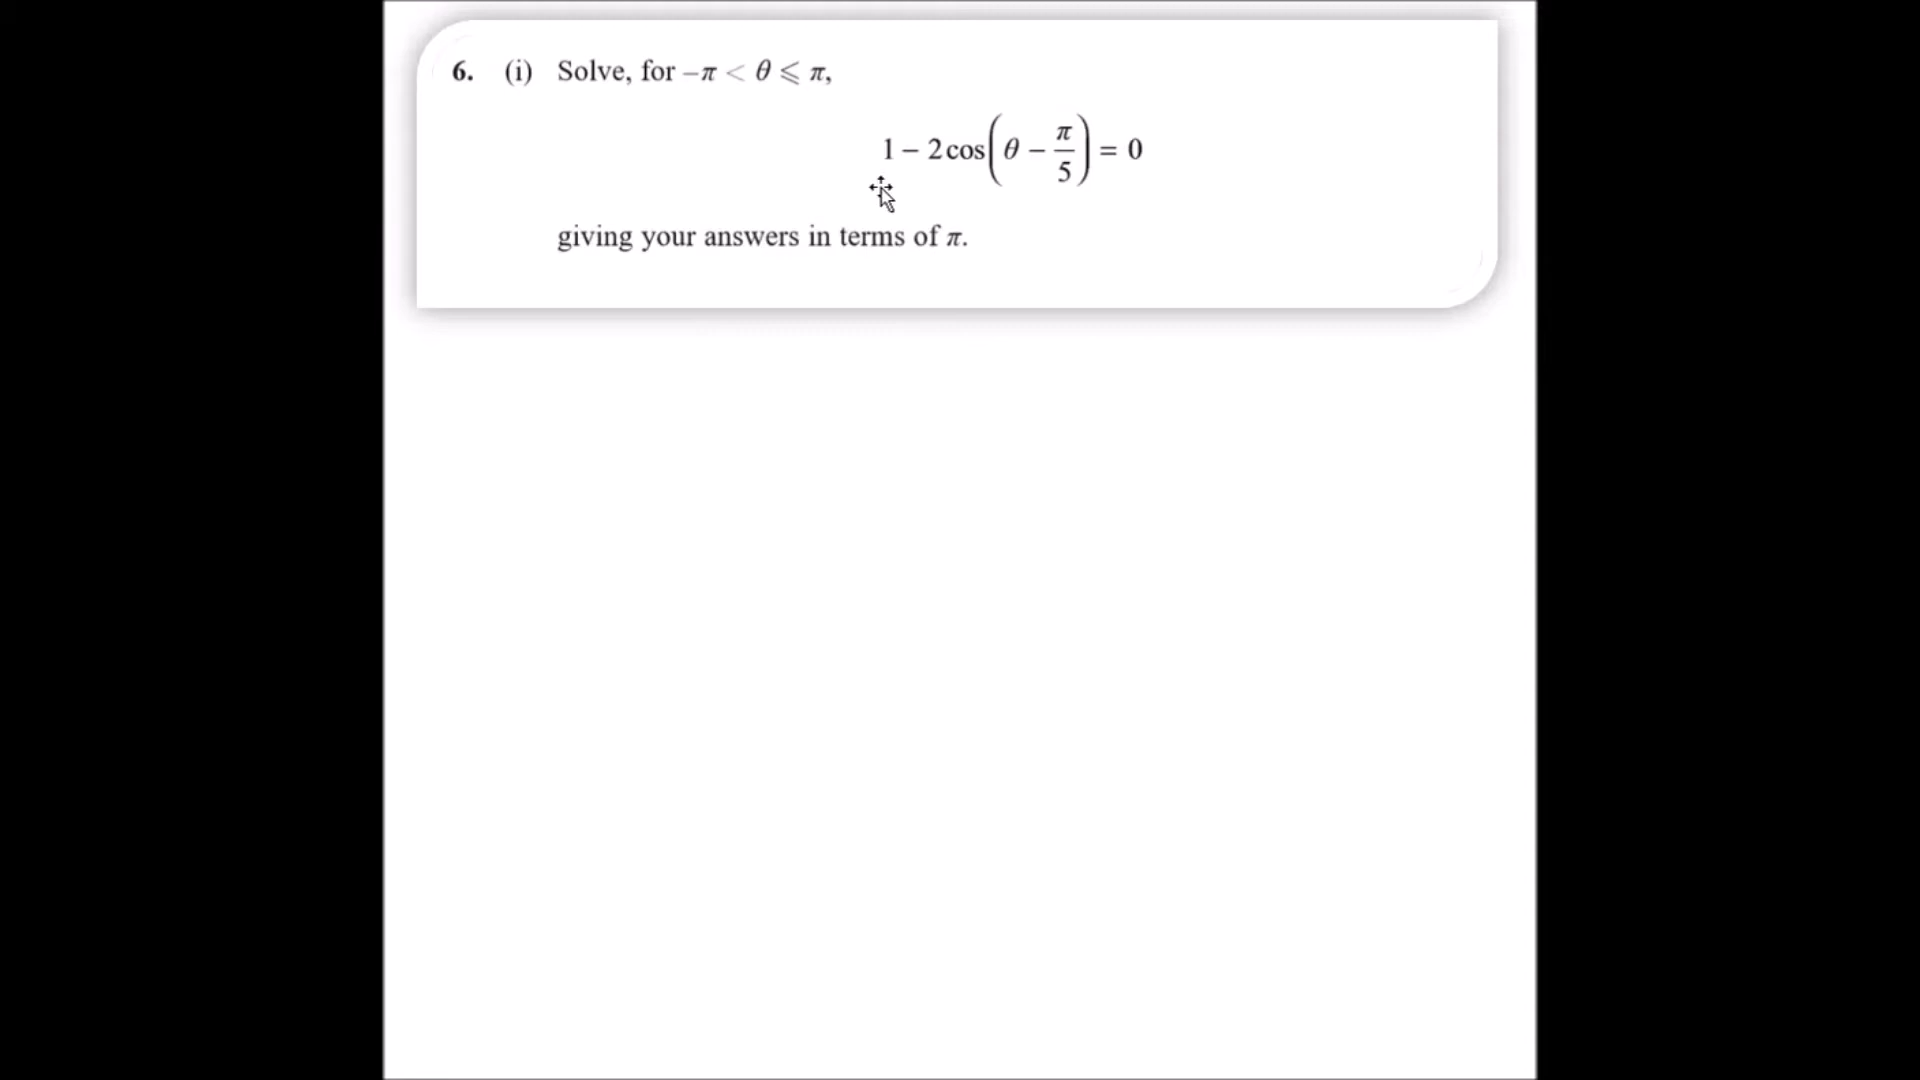 6. (i) Solve, for −π < θ ⩽ π,
1 − 2cos(θ − π/5) = 0
giving your answers in terms of π.